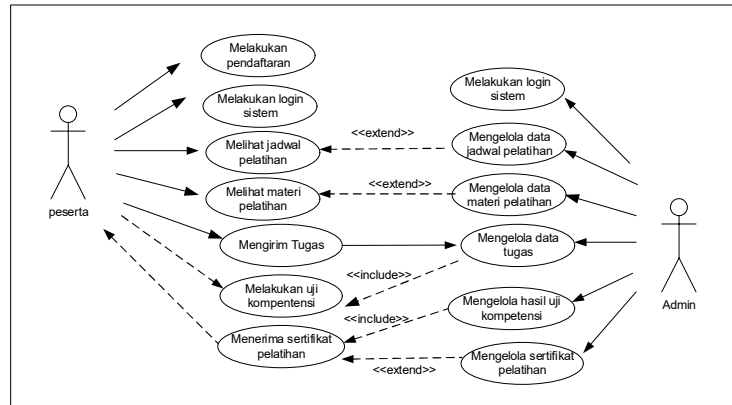 Melakukan
pendaftaran
Melakukan login
sistem
Melihat jadwal
pelatihan
Melihat materi
pelatihan
Mengirim Tugas
Melakukan uji
kompentensi
Menerima sertifikat
pelatihan
peserta
<<extend>>
<<extend>>
<<include>>
<<include>>
<<extend>>
Melakukan login
sistem
Mengelola data
jadwal pelatihan
Mengelola data
materi pelatihan
Mengelola data
tugas
Mengelola hasil uji
kompetensi
Mengelola sertifikat
pelatihan
Admin